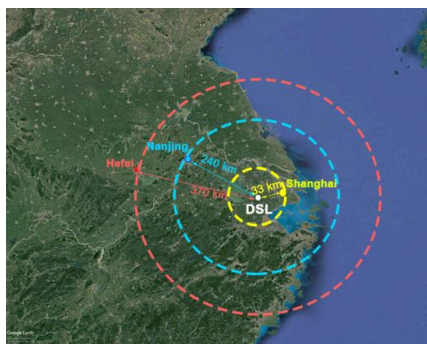 Nanjing
Hefei
240 km
370 km
33 km
Shanghai
DSL
Google Earth